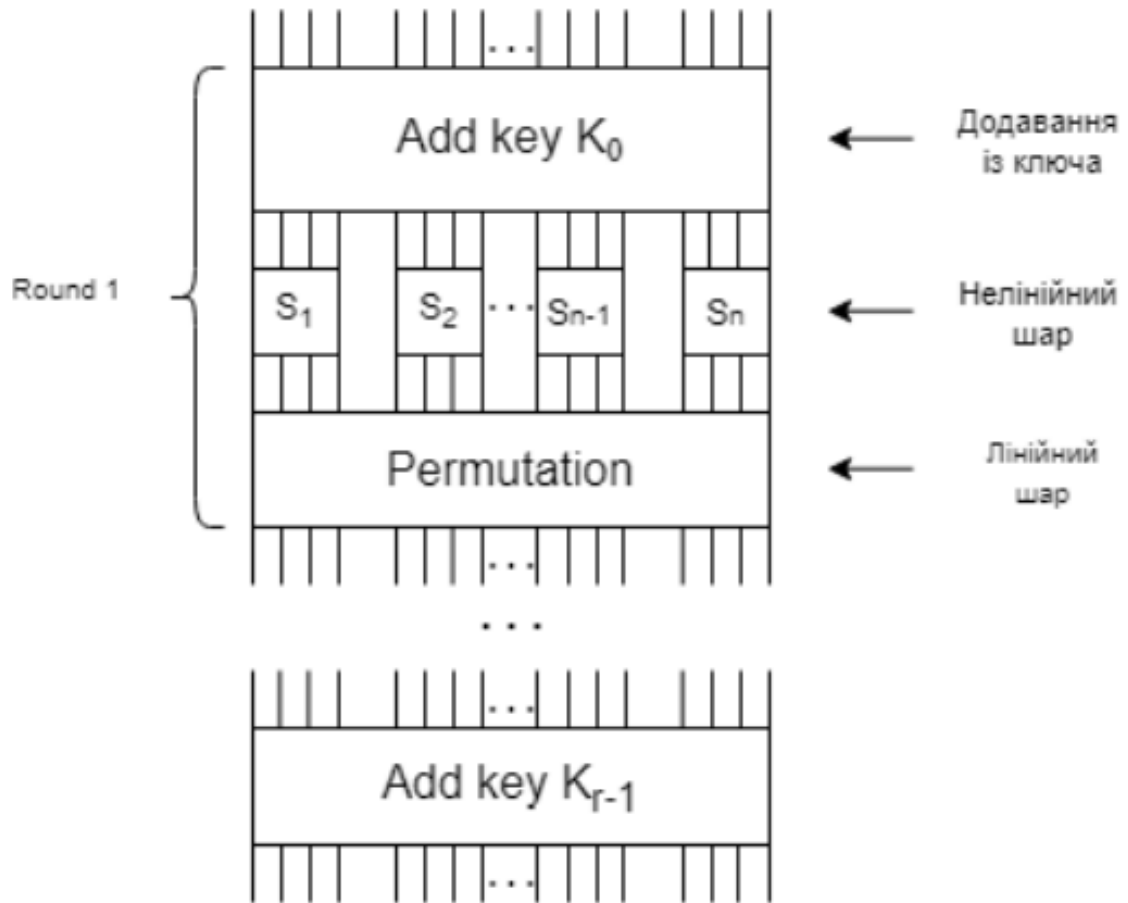 ...
Add key K₀
Додавання
із ключа
Round 1
S₁ S₂ ... Sn-1 Sn
Нелінійний
шар
Permutation
Лінійний
шар
...
...
...
Add key Kr-1
...